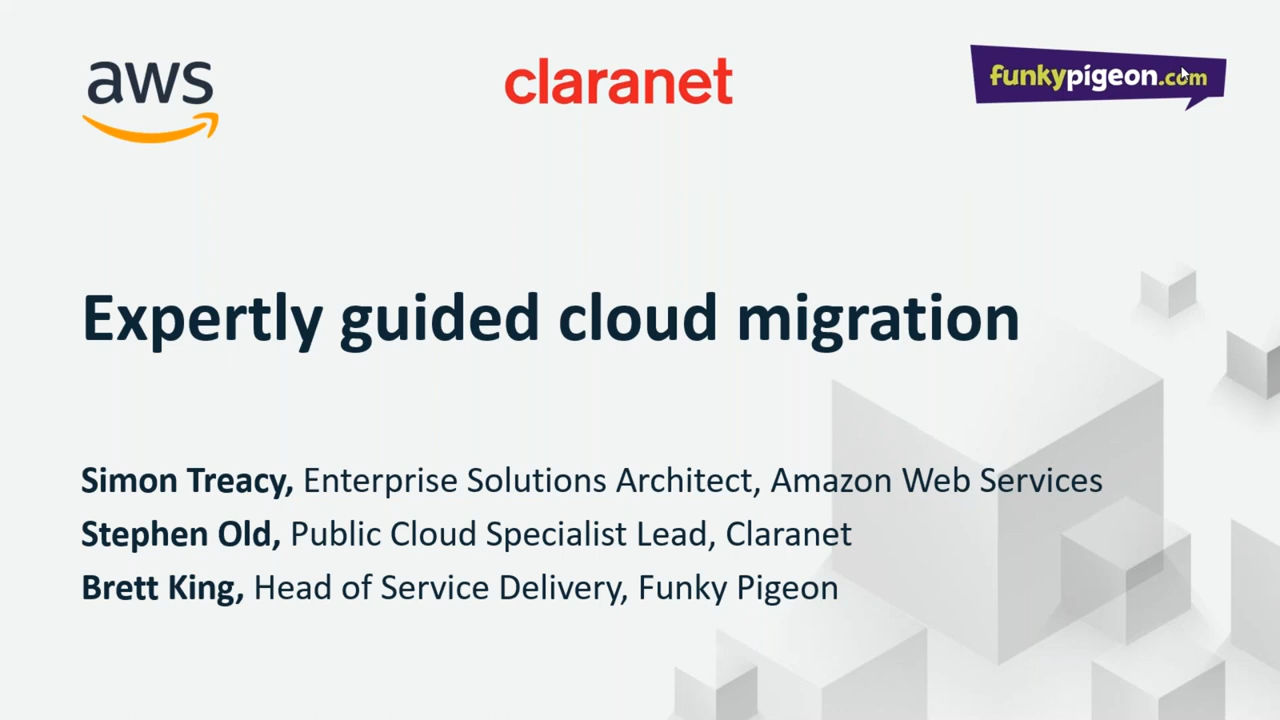 aws
claranet
funkypigeon.com
Expertly guided cloud migration
Simon Treacy, Enterprise Solutions Architect, Amazon Web Services
Stephen Old, Public Cloud Specialist Lead, Claranet
Brett King, Head of Service Delivery, Funky Pigeon